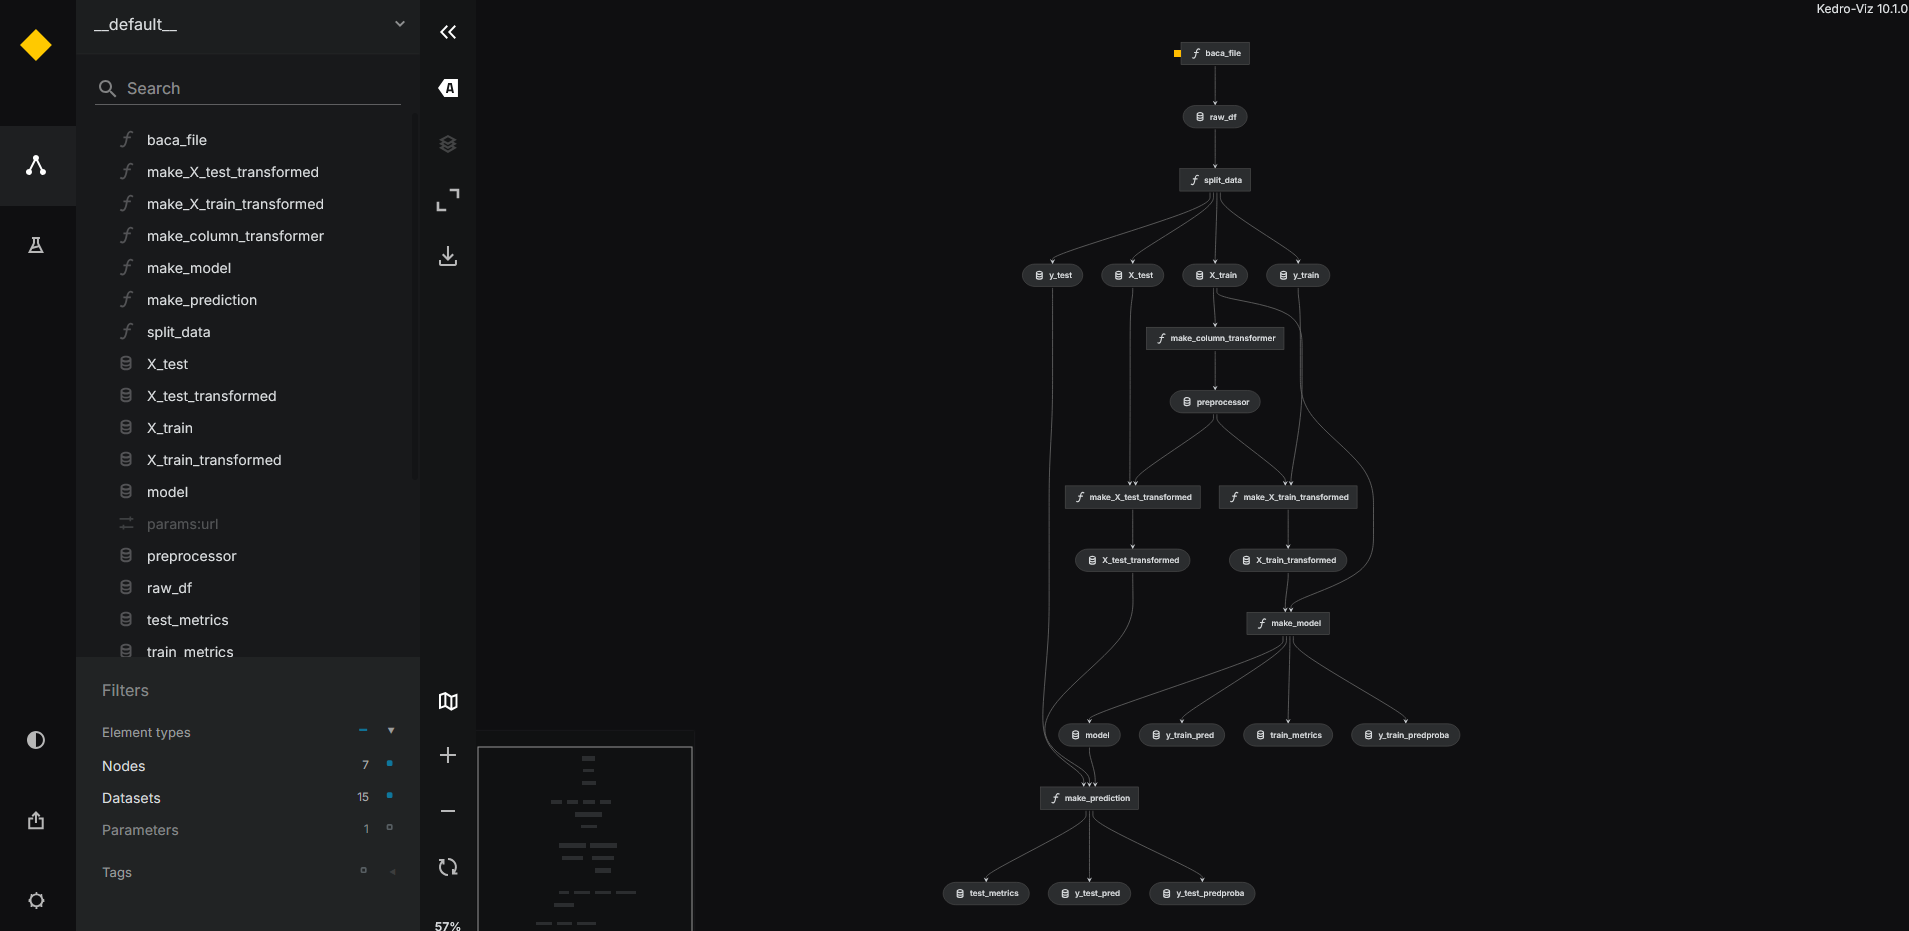 Kedro-Viz 10.1.0
__default__
Search
baca_file
make_X_test_transformed
make_X_train_transformed
make_column_transformer
make_model
make_prediction
split_data
X_test
X_test_transformed
X_train
X_train_transformed
model
params:url
preprocessor
raw_df
test_metrics
train_metrics
Filters
Element types
Nodes 7
Datasets 15
Parameters 1
Tags
A
57%
baca_file
raw_df
split_data
y_test X_test X_train y_train
make_column_transformer
preprocessor
make_X_test_transformed make_X_train_transformed
X_test_transformed X_train_transformed
make_model
model y_train_pred train_metrics y_train_predproba
make_prediction
test_metrics y_test_pred y_test_predproba